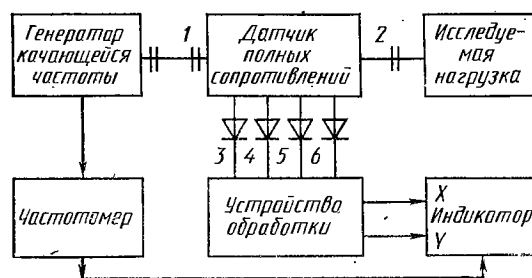 Генератор
качающейся
частоты
1
Датчик
полных
сопротивлений
2
Исследуе-
мая
нагрузка
3
4
5
6
Частотомер
Устройство
обработки
X
Индикатор
Y